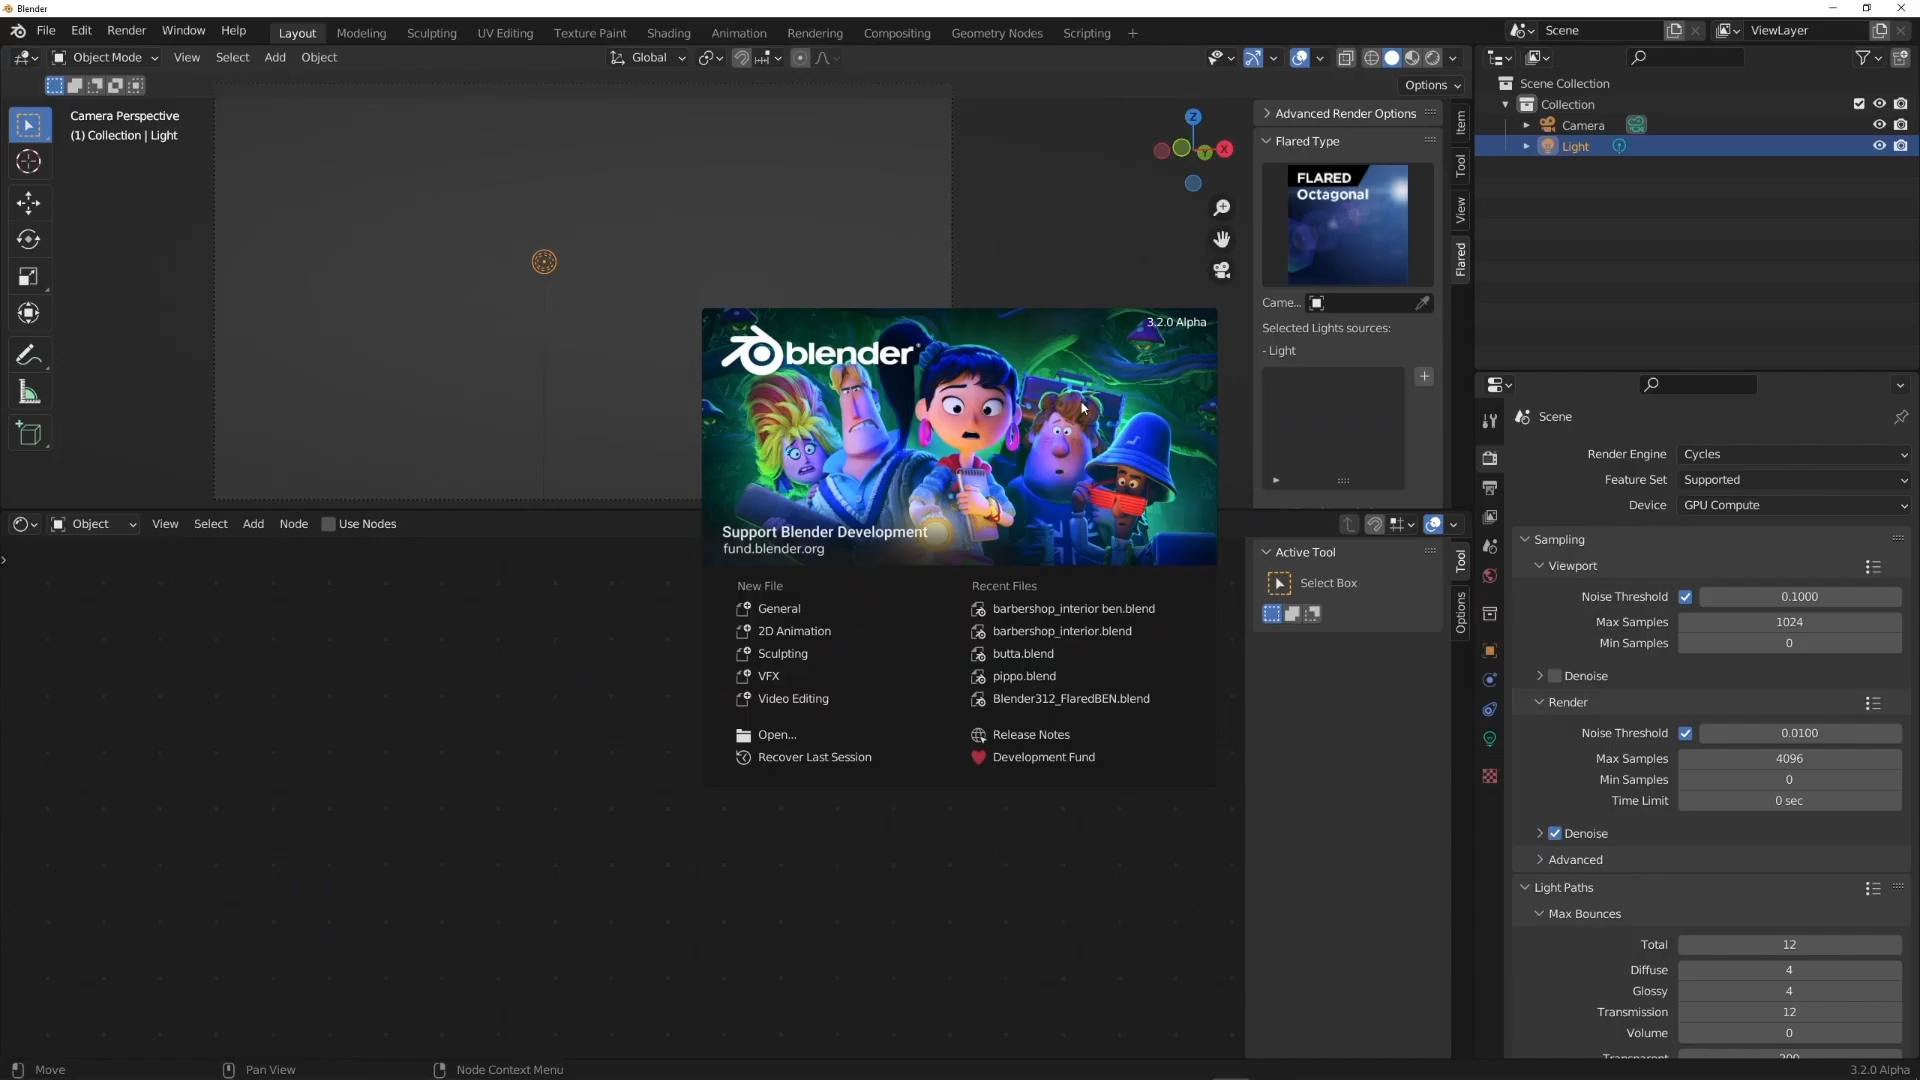 Blender
File Edit Render Window Help
Layout Modeling Sculpting UV Editing Texture Paint Shading Animation Rendering Compositing Geometry Nodes Scripting +
Scene
ViewLayer
Object Mode View Select Add Object
Global
Options
Camera Perspective
(1) Collection | Light
Z
X
Y
Advanced Render Options
Flared Type
FLARED
Octagonal
Came...
Selected Lights sources:
- Light
Item
Tool
View
Flared
Scene Collection
Collection
Camera
Light
blender
3.2.0 Alpha
Support Blender Development
fund.blender.org
New File
General
2D Animation
Sculpting
VFX
Video Editing
Open...
Recover Last Session
Recent Files
barbershop_interior ben.blend
barbershop_interior.blend
butta.blend
pippo.blend
Blender312_FlaredBEN.blend
Release Notes
Development Fund
Object View Select Add Node Use Nodes
Active Tool
Select Box
Tool
Options
Scene
Render Engine Cycles
Feature Set Supported
Device GPU Compute
Sampling
Viewport
Noise Threshold 0.1000
Max Samples 1024
Min Samples 0
Denoise
Render
Noise Threshold 0.0100
Max Samples 4096
Min Samples 0
Time Limit 0 sec
Denoise
Advanced
Light Paths
Max Bounces
Total 12
Diffuse 4
Glossy 4
Transmission 12
Volume 0
Transparent 200
Move
Pan View
Node Context Menu
3.2.0 Alpha